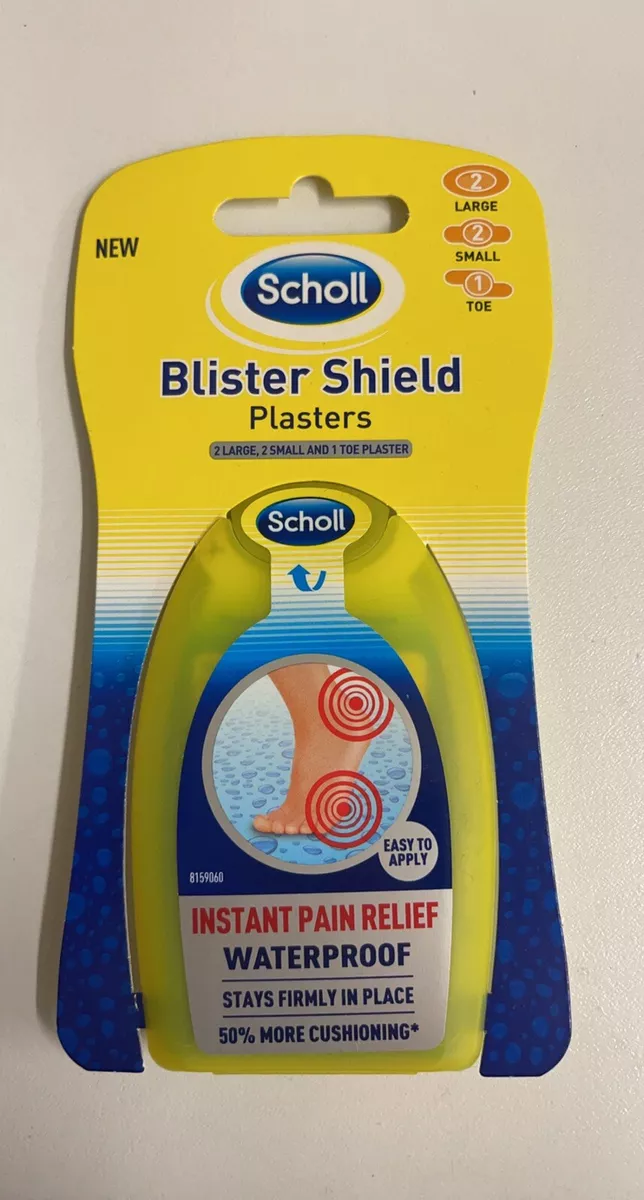 NEW
2
LARGE
2
SMALL
1
TOE
Scholl
Blister Shield
Plasters
2 LARGE, 2 SMALL AND 1 TOE PLASTER
Scholl
EASY TO
APPLY
8159060
INSTANT PAIN RELIEF
WATERPROOF
STAYS FIRMLY IN PLACE
50% MORE CUSHIONING*